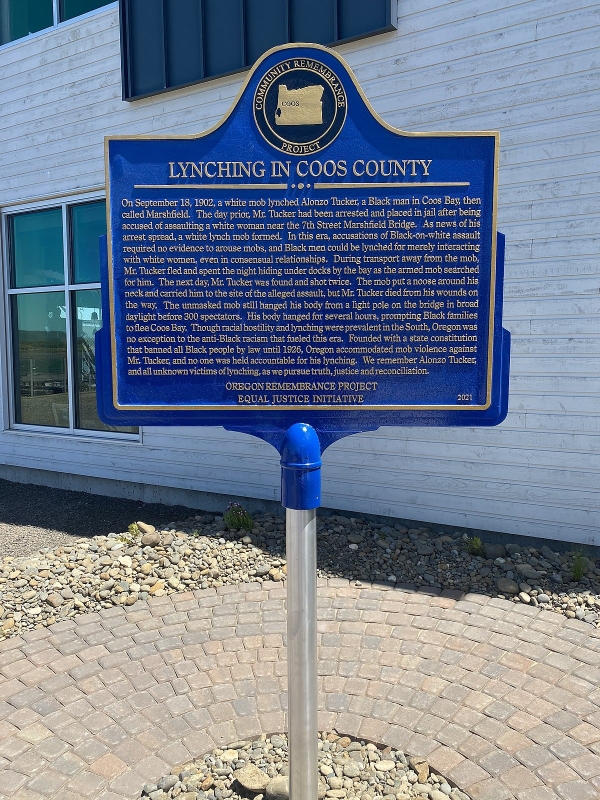 COMMUNITY REMEMBRANCE
COOS
PROJECT
LYNCHING IN COOS COUNTY
On September 18, 1902, a white mob lynched Alonzo Tucker, a Black man in Coos Bay, then
called Marshfield. The day prior, Mr. Tucker had been arrested and placed in jail after being
accused of assaulting a white woman near the 7th Street Marshfield Bridge. As news of his
arrest spread, a white lynch mob formed. In this era, accusations of Black-on-white assault
required no evidence to arouse mobs, and Black men could be lynched for merely interacting
with white women, even in consensual relationships. During transport away from the mob,
Mr. Tucker fled and spent the night hiding under docks by the bay as the armed mob searched
for him. The next day, Mr. Tucker was found and shot twice. The mob put a noose around his
neck and carried him to the site of the alleged assault, but Mr. Tucker died from his wounds on
the way. The unmasked mob still hanged his body from a light pole on the bridge in broad
daylight before 300 spectators. His body hanged for several hours, prompting Black families
to flee Coos Bay. Though racial hostility and lynching were prevalent in the South, Oregon was
no exception to the anti-Black racism that fueled this era. Founded with a state constitution
that banned all Black people by law until 1926, Oregon accommodated mob violence against
Mr. Tucker, and no one was held accountable for his lynching. We remember Alonzo Tucker,
and all unknown victims of lynching, as we pursue truth, justice and reconciliation.
OREGON REMEMBRANCE PROJECT
EQUAL JUSTICE INITIATIVE
2021